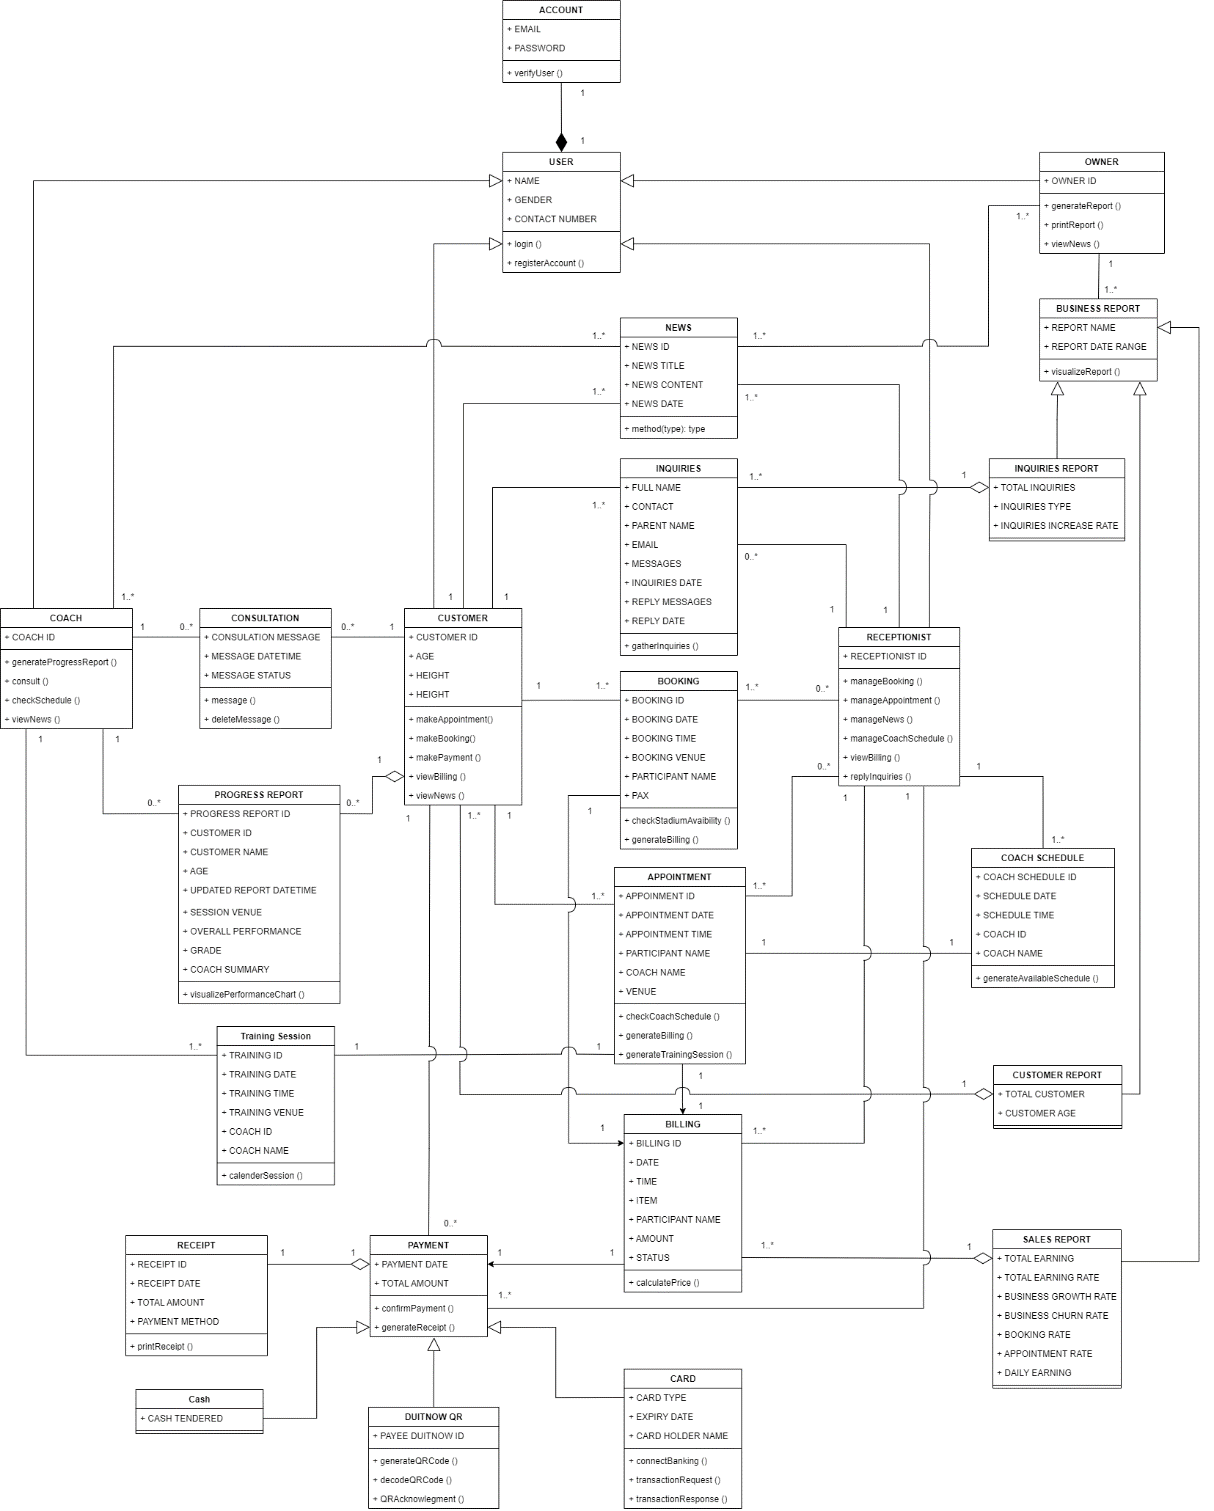 ACCOUNT
+ EMAIL
+ PASSWORD
+ verifyUser ()
1
1
USER
+ NAME
+ GENDER
+ CONTACT NUMBER
+ login ()
+ registerAccount ()
OWNER
+ OWNER ID
+ generateReport ()
+ printReport ()
+ viewNews ()
1..*
1
1..*
BUSINESS REPORT
+ REPORT NAME
+ REPORT DATE RANGE
+ visualizeReport ()
NEWS
+ NEWS ID
+ NEWS TITLE
+ NEWS CONTENT
+ NEWS DATE
+ method(type): type
1..*
1..*
1..*
1..*
INQUIRIES
+ FULL NAME
+ CONTACT
+ PARENT NAME
+ EMAIL
+ MESSAGES
+ INQUIRIES DATE
+ REPLY MESSAGES
+ REPLY DATE
+ gatherInquiries ()
1..*
1..*
0..*
1
INQUIRIES REPORT
+ TOTAL INQUIRIES
+ INQUIRIES TYPE
+ INQUIRIES INCREASE RATE
1..*
COACH
+ COACH ID
+ generateProgressReport ()
+ consult ()
+ checkSchedule ()
+ viewNews ()
1
0..*
CONSULTATION
+ CONSULATION MESSAGE
+ MESSAGE DATETIME
+ MESSAGE STATUS
+ message ()
+ deleteMessage ()
0..*
1
1
1
CUSTOMER
+ CUSTOMER ID
+ AGE
+ HEIGHT
+ HEIGHT
+ makeAppointment()
+ makeBooking()
+ makePayment ()
+ viewBilling ()
+ viewNews ()
1
1..*
BOOKING
+ BOOKING ID
+ BOOKING DATE
+ BOOKING TIME
+ BOOKING VENUE
+ PARTICIPANT NAME
+ PAX
+ checkStadiumAvaibility ()
+ generateBilling ()
1..*
0..*
1
1
RECEPTIONIST
+ RECEPTIONIST ID
+ manageBooking ()
+ manageAppointment ()
+ manageNews ()
+ manageCoachSchedule ()
+ viewBilling ()
+ replyInquiries ()
0..*
1
1
1
1..*
1
1
1
0..*
0..*
1
1..*
1
1
PROGRESS REPORT
+ PROGRESS REPORT ID
+ CUSTOMER ID
+ CUSTOMER NAME
+ AGE
+ UPDATED REPORT DATETIME
+ SESSION VENUE
+ OVERALL PERFORMANCE
+ GRADE
+ COACH SUMMARY
+ visualizePerformanceChart ()
COACH SCHEDULE
+ COACH SCHEDULE ID
+ SCHEDULE DATE
+ SCHEDULE TIME
+ COACH ID
+ COACH NAME
+ generateAvailableSchedule ()
1..*
APPOINTMENT
+ APPOINMENT ID
+ APPOINTMENT DATE
+ APPOINTMENT TIME
+ PARTICIPANT NAME
+ COACH NAME
+ VENUE
+ checkCoachSchedule ()
+ generateBilling ()
+ generateTrainingSession ()
1..*
1
1
1..*
Training Session
+ TRAINING ID
+ TRAINING DATE
+ TRAINING TIME
+ TRAINING VENUE
+ COACH ID
+ COACH NAME
+ calenderSession ()
1
1
1
1
1
CUSTOMER REPORT
+ TOTAL CUSTOMER
+ CUSTOMER AGE
1
BILLING
+ BILLING ID
+ DATE
+ TIME
+ ITEM
+ PARTICIPANT NAME
+ AMOUNT
+ STATUS
+ calculatePrice ()
1..*
1..*
1
SALES REPORT
+ TOTAL EARNING
+ TOTAL EARNING RATE
+ BUSINESS GROWTH RATE
+ BUSINESS CHURN RATE
+ BOOKING RATE
+ APPOINTMENT RATE
+ DAILY EARNING
RECEIPT
+ RECEIPT ID
+ RECEIPT DATE
+ TOTAL AMOUNT
+ PAYMENT METHOD
+ printReceipt ()
1
1
0..*
PAYMENT
+ PAYMENT DATE
+ TOTAL AMOUNT
+ confirmPayment ()
+ generateReceipt ()
1
1
1..*
Cash
+ CASH TENDERED
DUITNOW QR
+ PAYEE DUITNOW ID
+ generateQRCode ()
+ decodeQRCode ()
+ QRAcknowlegment ()
CARD
+ CARD TYPE
+ EXPIRY DATE
+ CARD HOLDER NAME
+ connectBanking ()
+ transactionRequest ()
+ transactionResponse ()